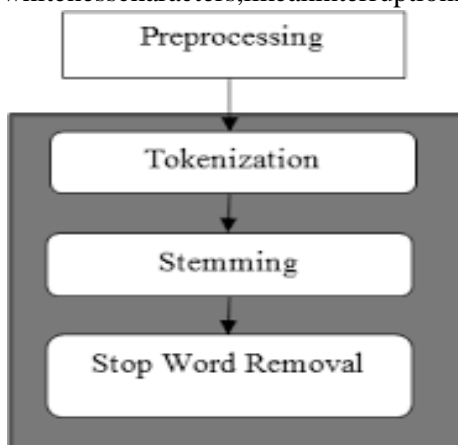 Preprocessing
Tokenization
Stemming
Stop Word Removal